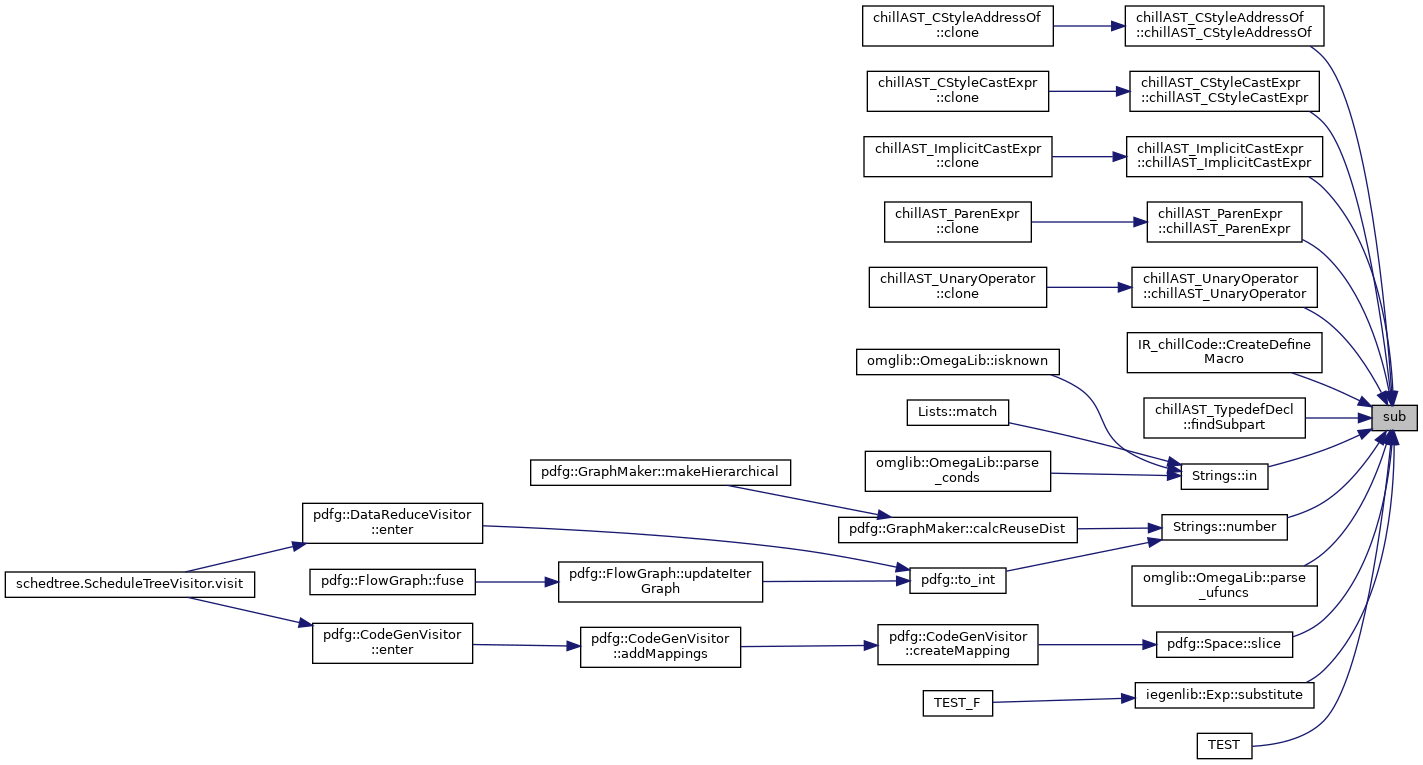 chillAST_CStyleAddressOf
::clone
chillAST_CStyleAddressOf
::chillAST_CStyleAddressOf
chillAST_CStyleCastExpr
::clone
chillAST_CStyleCastExpr
::chillAST_CStyleCastExpr
chillAST_ImplicitCastExpr
::clone
chillAST_ImplicitCastExpr
::chillAST_ImplicitCastExpr
chillAST_ParenExpr
::clone
chillAST_ParenExpr
::chillAST_ParenExpr
chillAST_UnaryOperator
::clone
chillAST_UnaryOperator
::chillAST_UnaryOperator
IR_chillCode::CreateDefine
Macro
omglib::OmegaLib::isknown
Lists::match
chillAST_TypedefDecl
::findSubpart
sub
omglib::OmegaLib::parse
_conds
Strings::in
pdfg::GraphMaker::makeHierarchical
pdfg::DataReduceVisitor
::enter
pdfg::GraphMaker::calcReuseDist
Strings::number
schedtree.ScheduleTreeVisitor.visit
pdfg::FlowGraph::fuse
pdfg::FlowGraph::updateIter
Graph
pdfg::to_int
omglib::OmegaLib::parse
_ufuncs
pdfg::CodeGenVisitor
::enter
pdfg::CodeGenVisitor
::addMappings
pdfg::CodeGenVisitor
::createMapping
pdfg::Space::slice
TEST_F
iegenlib::Exp::substitute
TEST